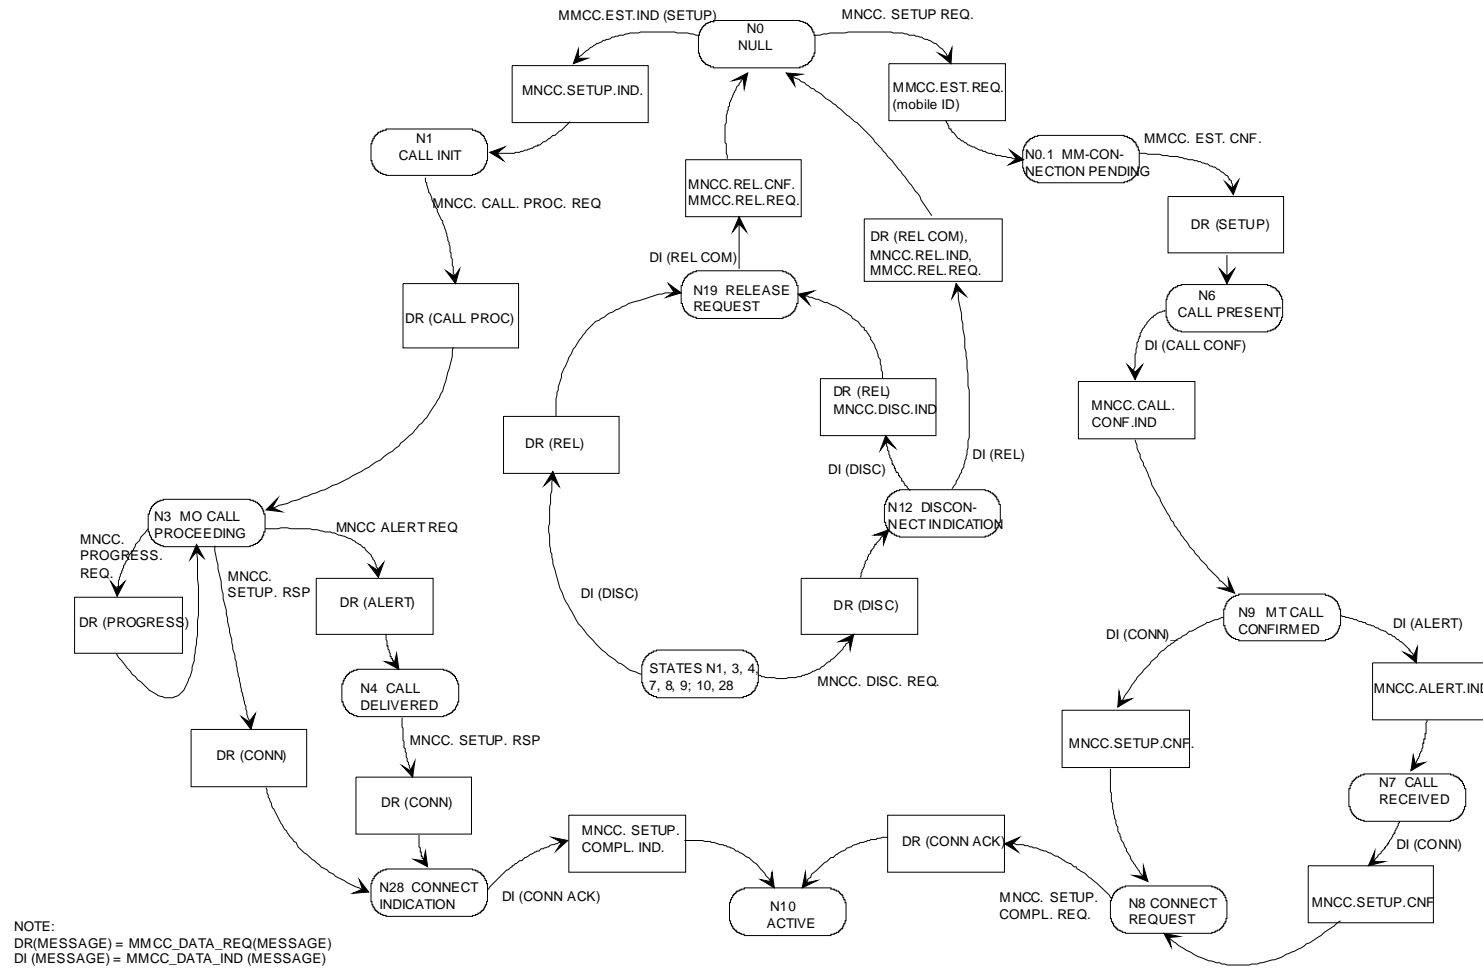 MMCC.EST.IND (SETUP)
N0
NULL
MNCC. SETUP REQ.
MNCC.SETUP.IND.
MMCC.EST.REQ.
(mobile ID)
N1
CALL INIT
N0.1 MM-CON-
NECTION PENDING
MMCC. EST. CNF.
MNCC. CALL. PROC. REQ
MNCC.REL.CNF.
MMCC.REL.REQ.
DR (SETUP)
DR (REL COM),
MNCC.REL.IND,
MMCC.REL.REQ.
DI (REL COM)
N19 RELEASE
REQUEST
N6
CALL PRESENT
DR (CALL PROC)
DI (CALL CONF)
DR (REL)
MNCC.DISC.IND
MNCC.CALL.
CONF.IND
DR (REL)
DI (DISC)
DI (REL)
N12 DISCON-
NECT INDICATION
N3 MO CALL
PROCEEDING
MNCC ALERT REQ
MNCC.
PROGRESS.
REQ.
MNCC.
SETUP. RSP
DI (DISC)
DR (ALERT)
DR (DISC)
DR (PROGRESS)
N9 MT CALL
CONFIRMED
DI (CONN)
DI (ALERT)
STATES N1, 3, 4,
7, 8, 9; 10, 28
MNCC. DISC. REQ.
N4 CALL
DELIVERED
MNCC.ALERT.IND
MNCC. SETUP. RSP
DR (CONN)
MNCC.SETUP.CNF.
DR (CONN)
N7 CALL
RECEIVED
MNCC. SETUP.
COMPL. IND.
DR (CONN ACK)
DI (CONN)
N28 CONNECT
INDICATION
DI (CONN ACK)
N10
ACTIVE
MNCC. SETUP.
COMPL. REQ.
N8 CONNECT
REQUEST
MNCC.SETUP.CNF
NOTE:
DR(MESSAGE) = MMCC_DATA_REQ(MESSAGE)
DI (MESSAGE) = MMCC_DATA_IND (MESSAGE)